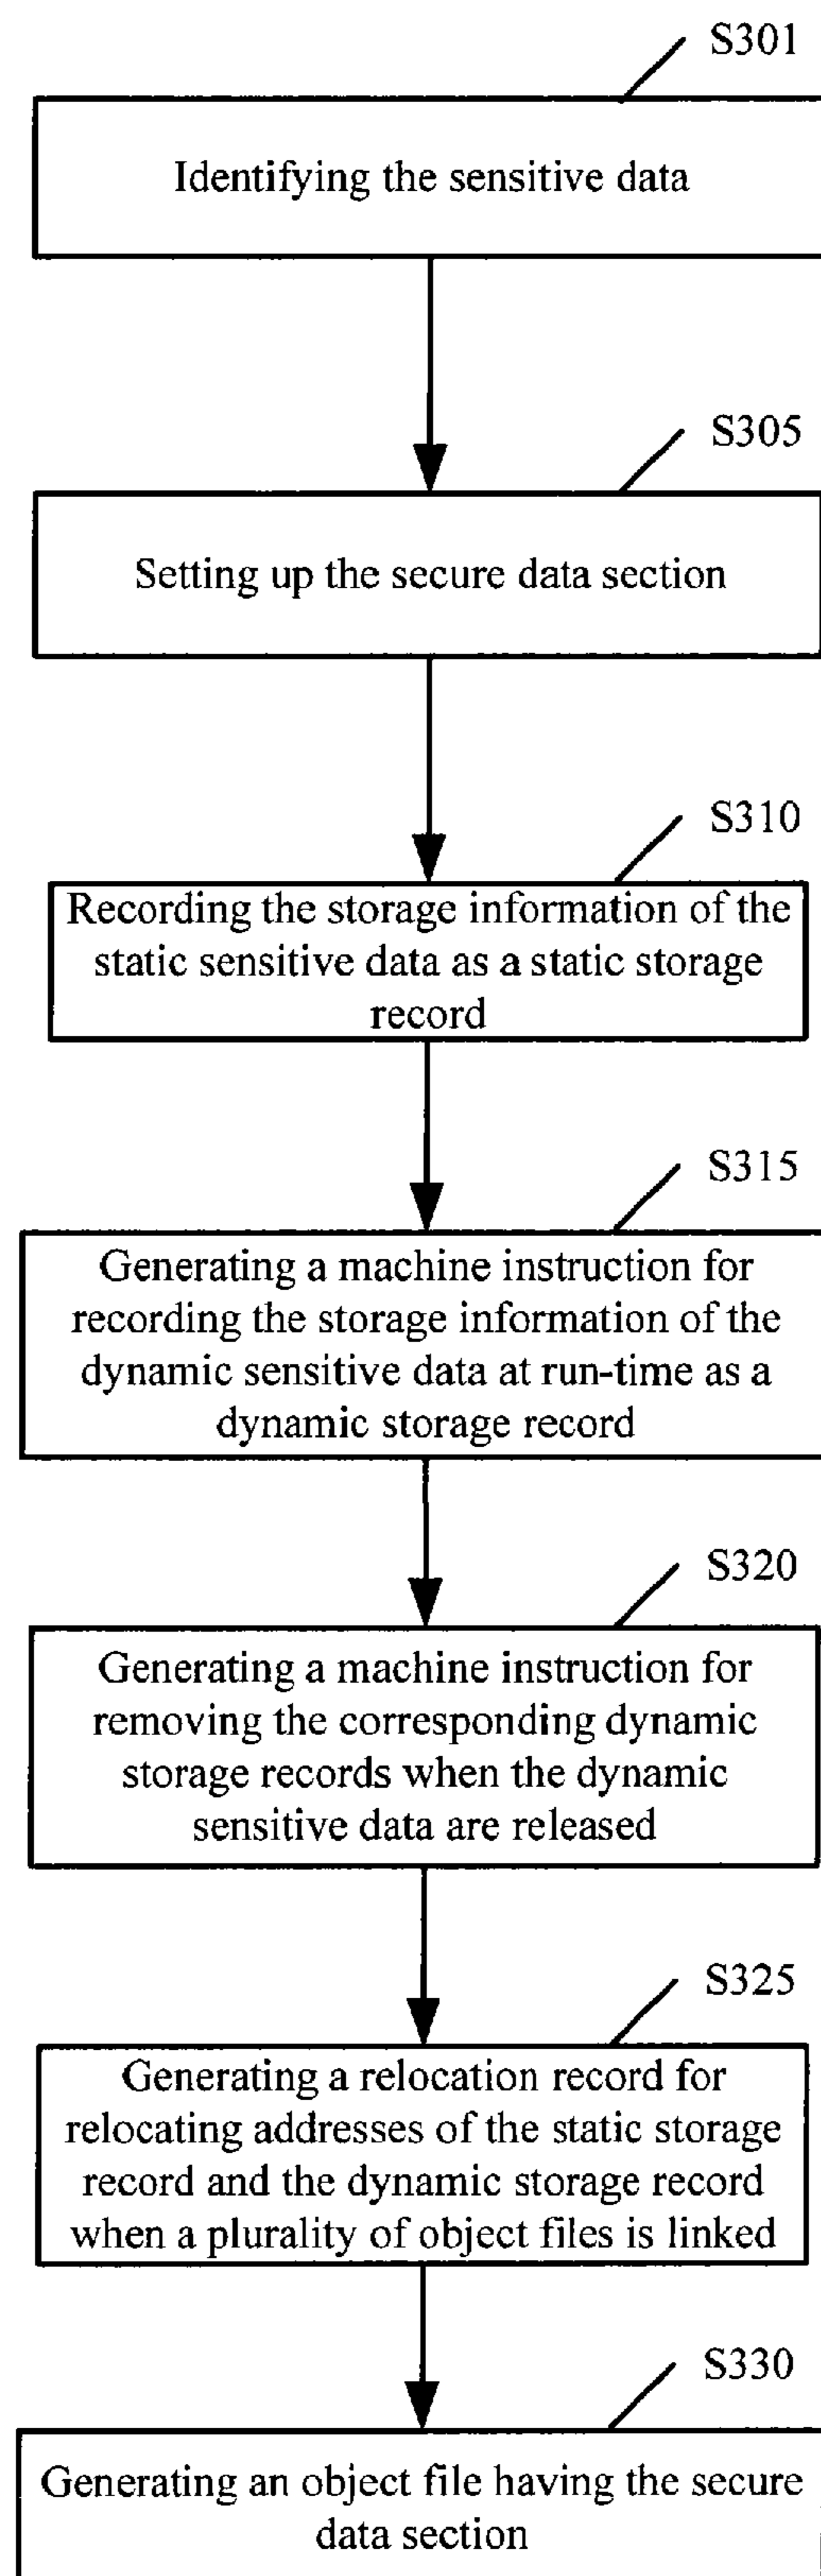 S301
Identifying the sensitive data
S305
Setting up the secure data section
S310
Recording the storage information of the
static sensitive data as a static storage
record
S315
Generating a machine instruction for
recording the storage information of the
dynamic sensitive data at run-time as a
dynamic storage record
S320
Generating a machine instruction for
removing the corresponding dynamic
storage records when the dynamic
sensitive data are released
S325
Generating a relocation record for
relocating addresses of the static storage
record and the dynamic storage record
when a plurality of object files is linked
S330
Generating an object file having the secure
data section